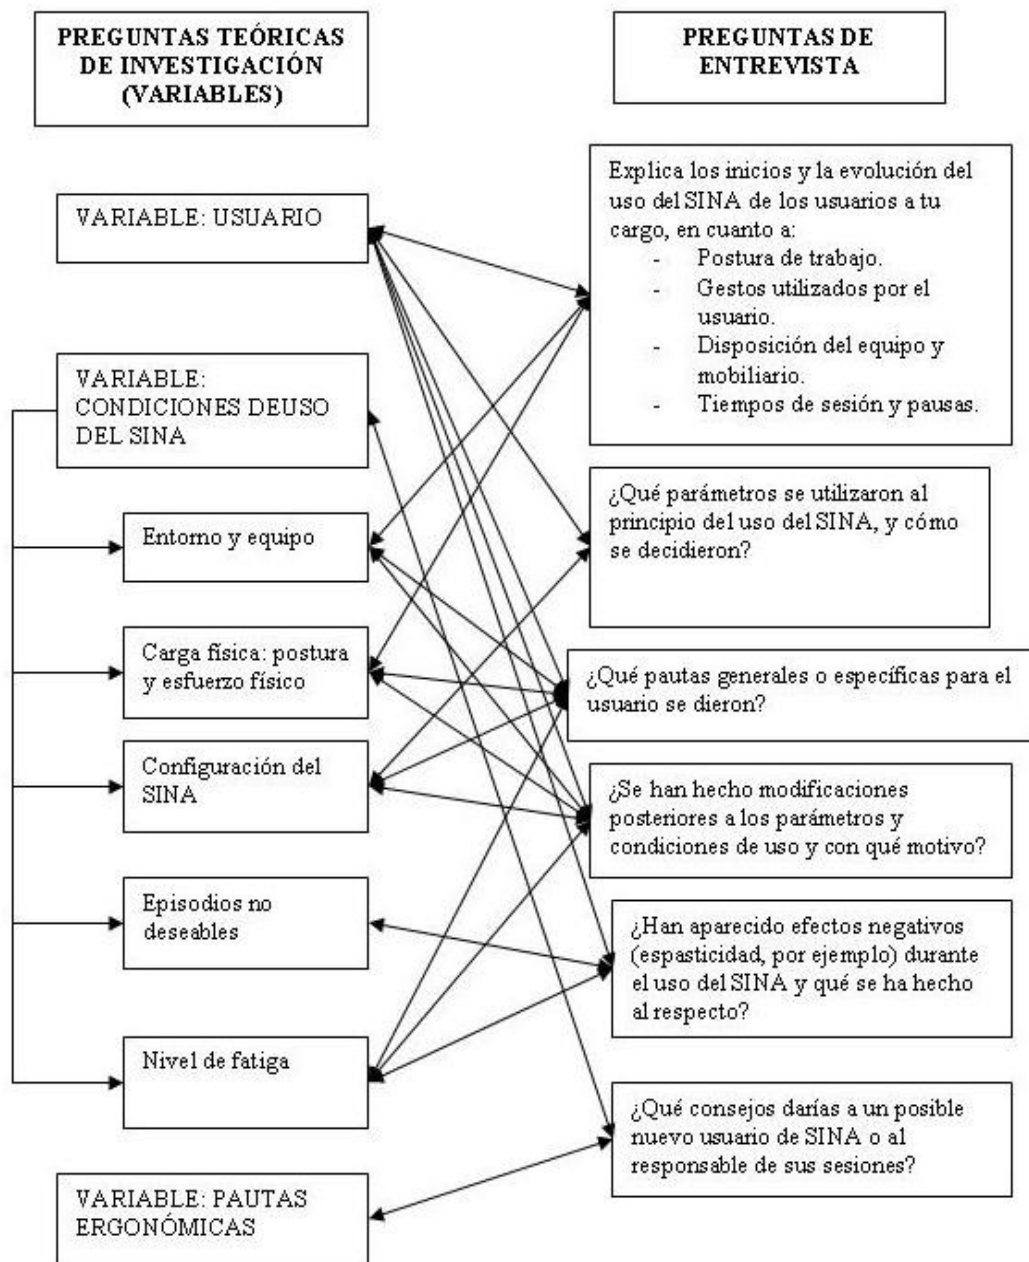 PREGUNTAS TEÓRICAS
DE INVESTIGACIÓN
(VARIABLES)
VARIABLE: USUARIO
VARIABLE:
CONDICIONES DEUSO
DEL SINA
Entorno y equipo
Carga física: postura
y esfuerzo físico
Configuración del
SINA
Episodios no
deseables
Nivel de fatiga
VARIABLE: PAUTAS
ERGONÓMICAS
PREGUNTAS DE
ENTREVISTA
Explica los inicios y la evolución del
uso del SINA de los usuarios a tu
cargo, en cuanto a:
- Postura de trabajo.
- Gestos utilizados por el
usuario.
- Disposición del equipo y
mobiliario.
- Tiempos de sesión y pausas.
¿Qué parámetros se utilizaron al
principio del uso del SINA, y cómo
se decidieron?
¿Qué pautas generales o específicas para el
usuario se dieron?
¿Se han hecho modificaciones
posteriores a los parámetros y
condiciones de uso y con qué motivo?
¿Han aparecido efectos negativos
(espasticidad, por ejemplo) durante
el uso del SINA y qué se ha hecho
al respecto?
¿Qué consejos darías a un posible
nuevo usuario de SINA o al
responsable de sus sesiones?